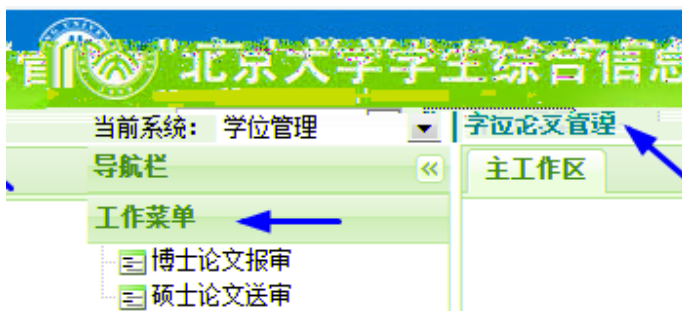 北京大学学生综合信息
当前系统： 学位管理
学位论文管理
导航栏
主工作区
工作菜单
博士论文报审
硕士论文送审